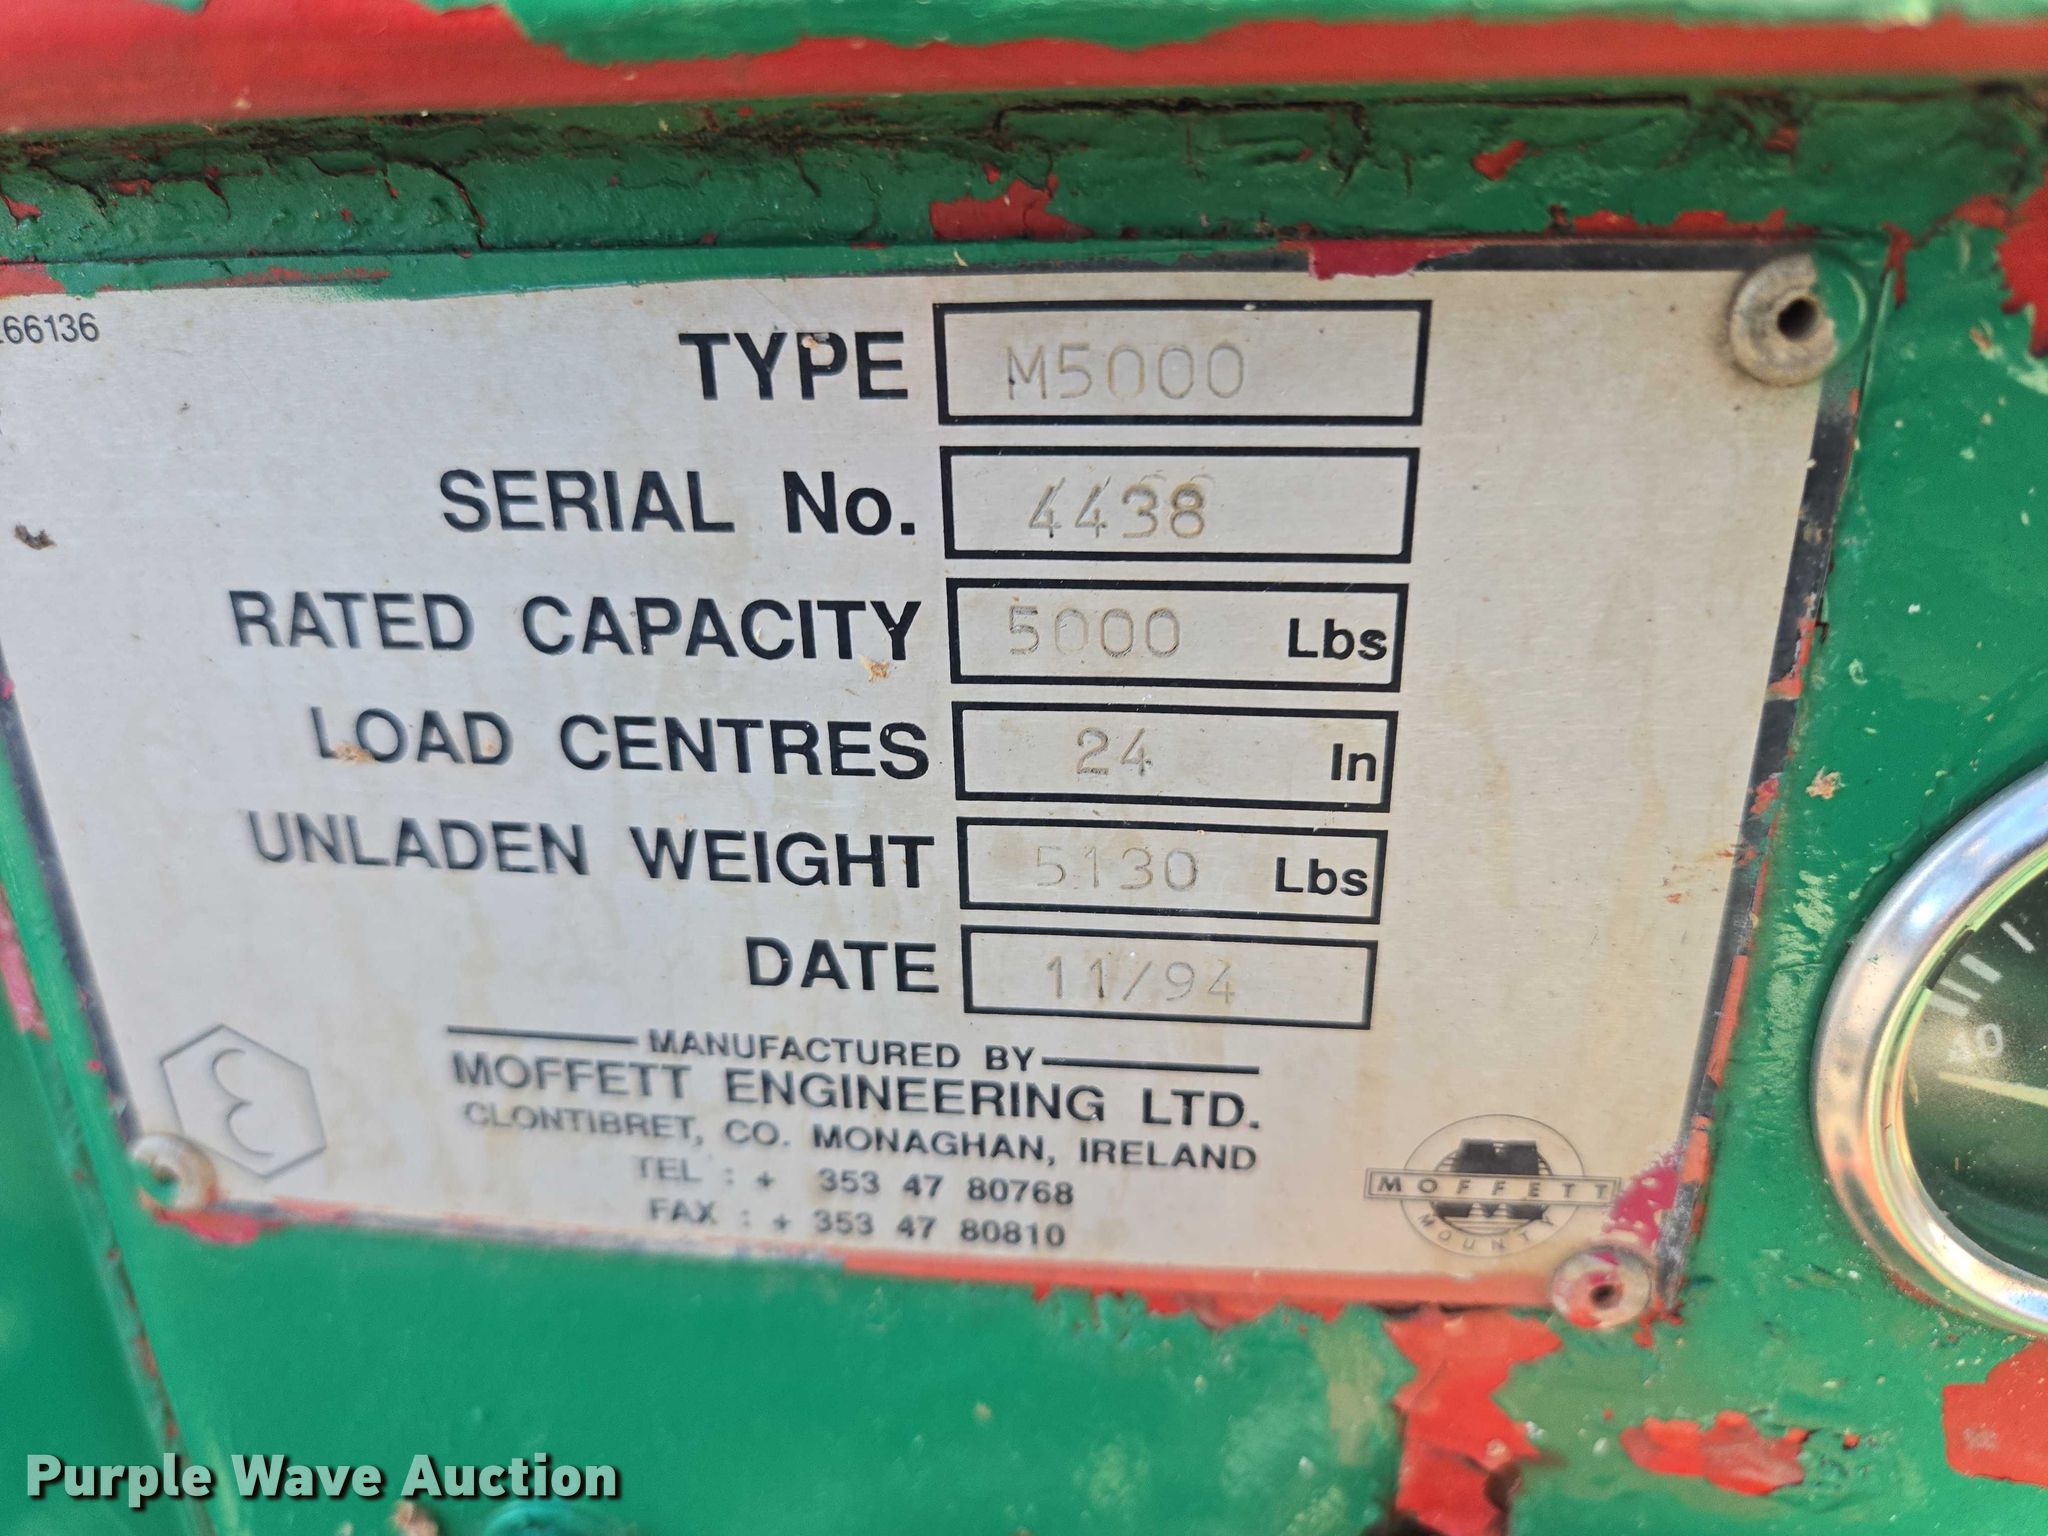 66136
TYPE M5000
SERIAL No. 4438
RATED CAPACITY 5000 Lbs
LOAD CENTRES 24 In
UNLADEN WEIGHT 5130 Lbs
DATE 11/94
MANUFACTURED BY
MOFFETT ENGINEERING LTD.
CLONTIBRET, CO. MONAGHAN, IRELAND
TEL : + 353 47 80768
FAX : + 353 47 80810
MOFFETT
MOUNTY
Purple Wave Auction